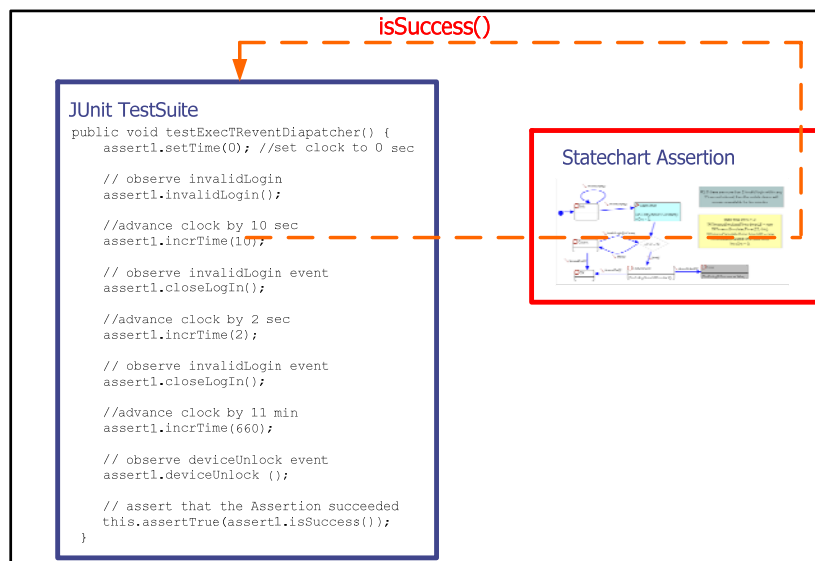 isSuccess()
JUnit TestSuite
public void testExecTReventDiapatcher() {
assert1.setTime(0); //set clock to 0 sec
// observe invalidLogin
assert1.invalidLogin();
//advance clock by 10 sec
assert1.incrTime(10);
// observe invalidLogin event
assert1.closeLogIn();
//advance clock by 2 sec
assert1.incrTime(2);
// observe invalidLogin event
assert1.closeLogIn();
//advance clock by 11 min
assert1.incrTime(660);
// observe deviceUnlock event
assert1.deviceUnlock ();
// assert that the Assertion succeeded
this.assertTrue(assert1.isSuccess());
}
Statechart Assertion